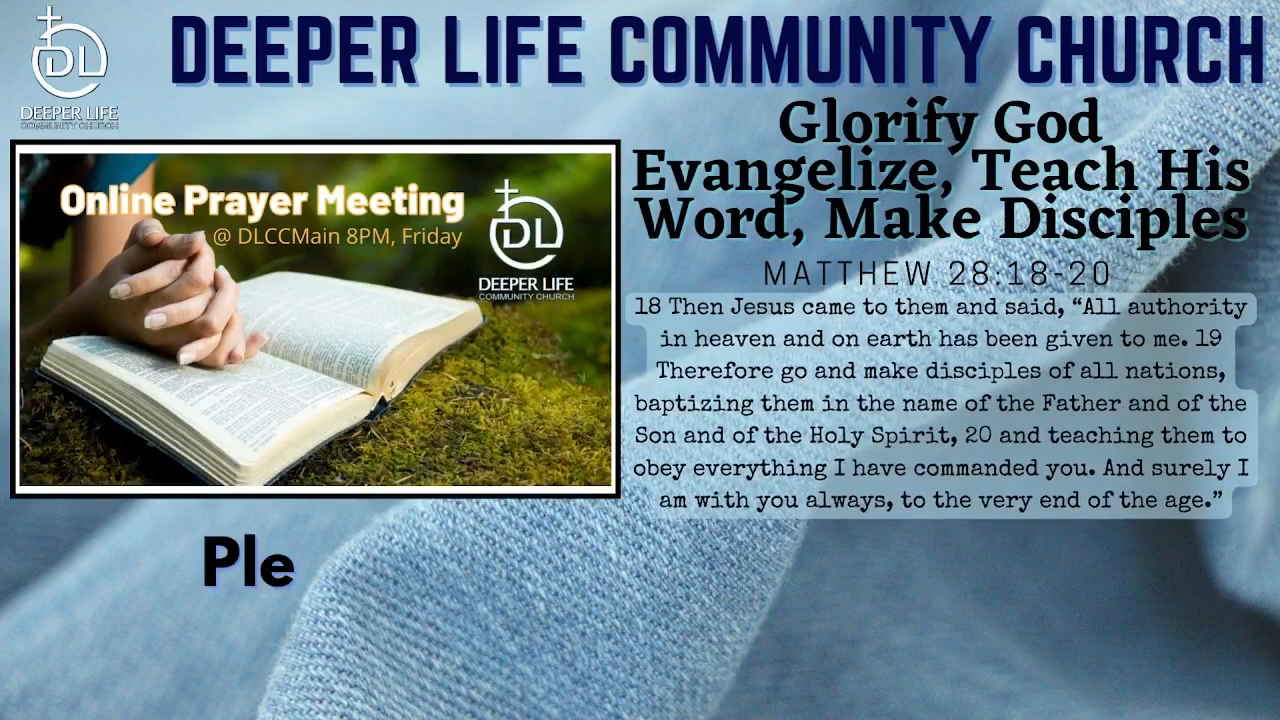 DEEPER LIFE COMMUNITY CHURCH
DL
DEEPER LIFE
COMMUNITY CHURCH
Online Prayer Meeting
@ DLCCMain 8PM, Friday
DL
DEEPER LIFE
COMMUNITY CHURCH
Glorify God
Evangelize, Teach His
Word, Make Disciples
MATTHEW 28:18-20
18 Then Jesus came to them and said, “All authority
in heaven and on earth has been given to me. 19
Therefore go and make disciples of all nations,
baptizing them in the name of the Father and of the
Son and of the Holy Spirit, 20 and teaching them to
obey everything I have commanded you. And surely I
am with you always, to the very end of the age.”
Ple